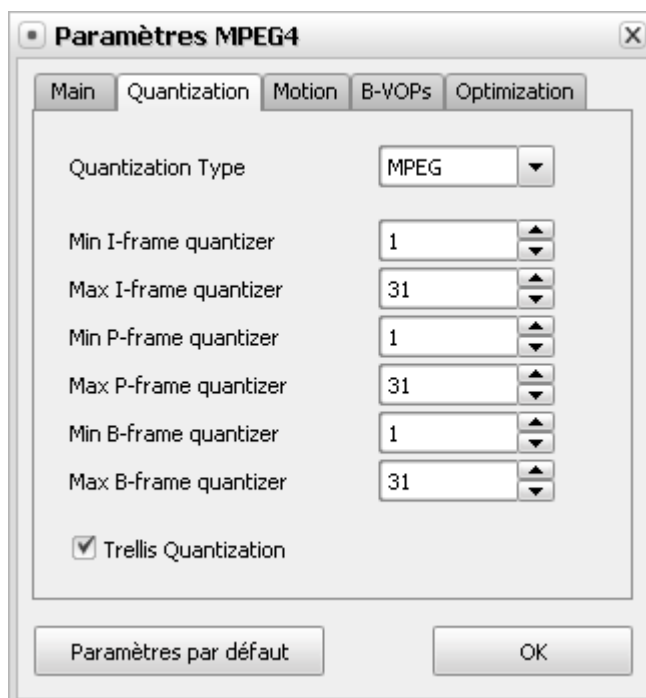 Paramètres MPEG4
Main Quantization Motion B-VOPs Optimization
Quantization Type MPEG
Min I-frame quantizer 1
Max I-frame quantizer 31
Min P-frame quantizer 1
Max P-frame quantizer 31
Min B-frame quantizer 1
Max B-frame quantizer 31
Trellis Quantization
Paramètres par défaut OK